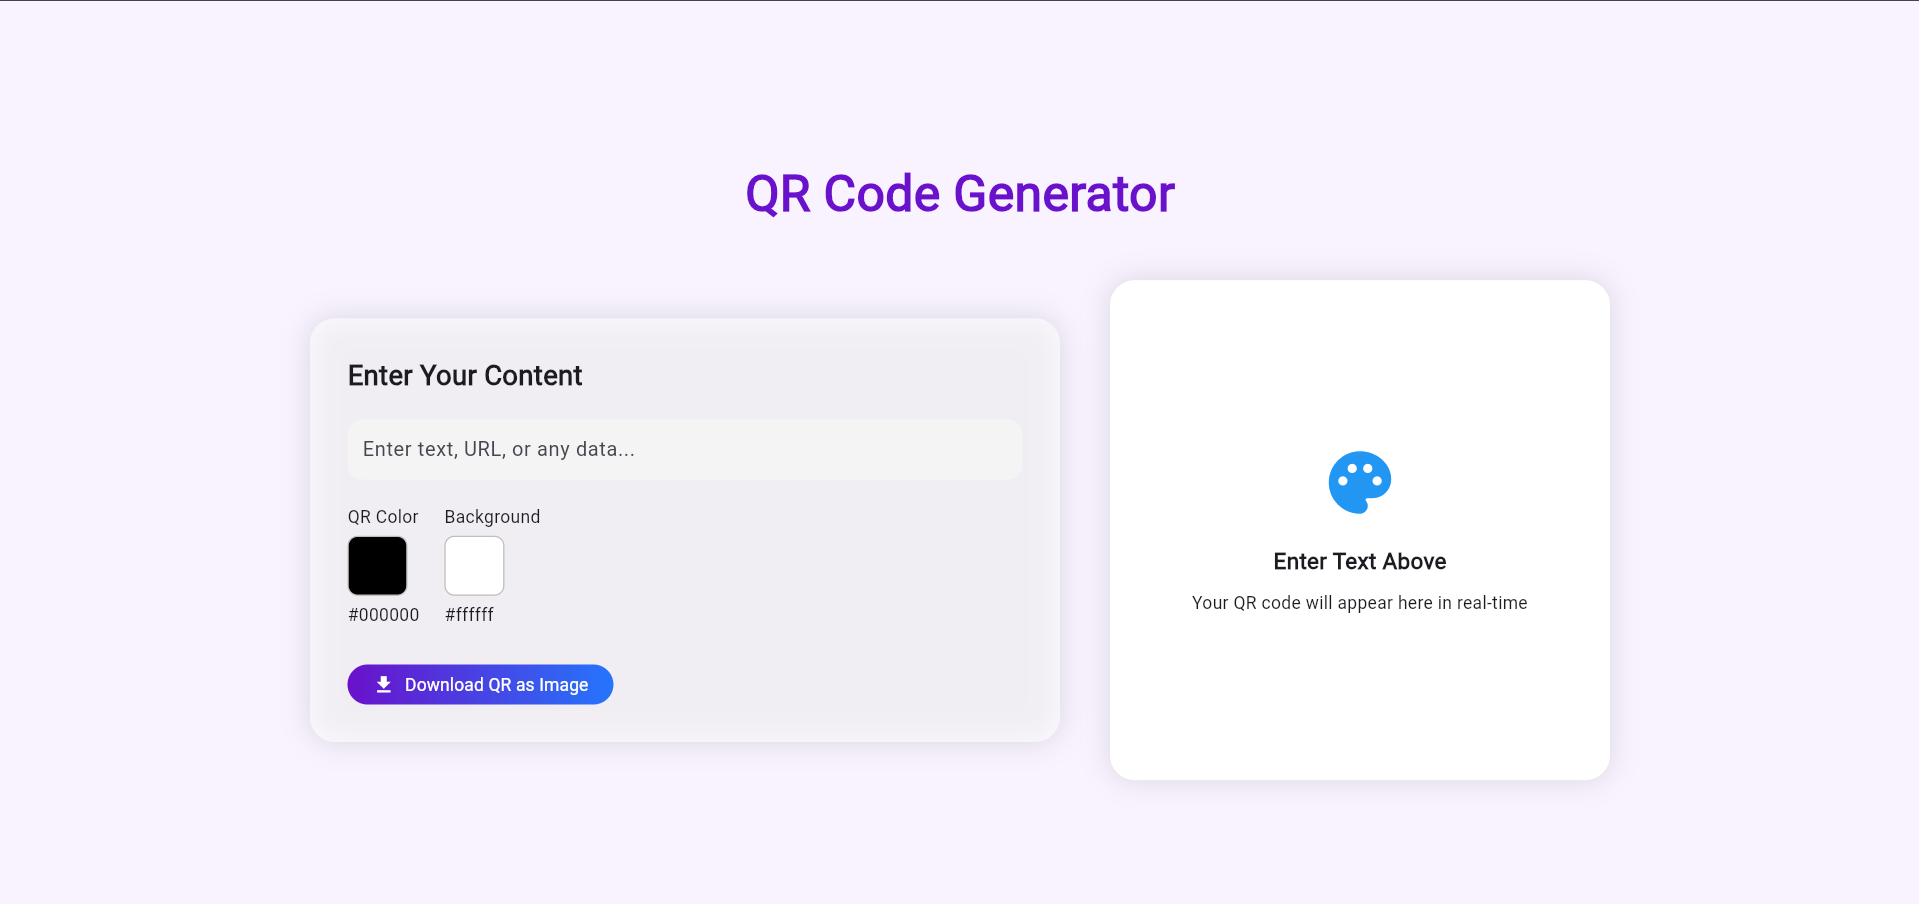 QR Code Generator
Enter Your Content
Enter text, URL, or any data...
QR Color
Background
#000000
#ffffff
Download QR as Image
Enter Text Above
Your QR code will appear here in real-time